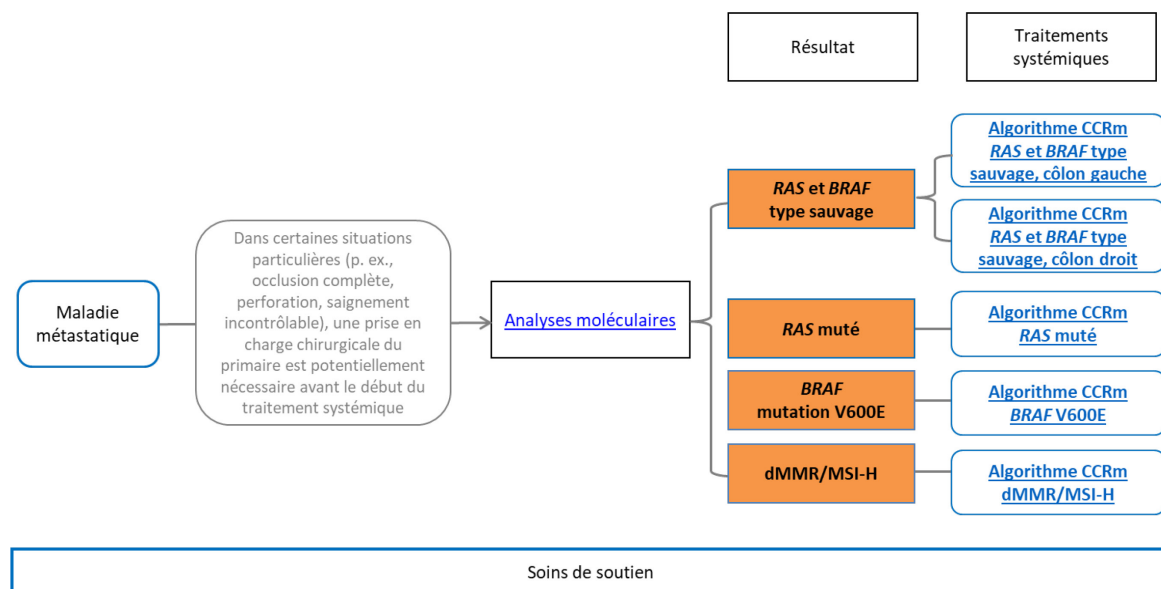 Résultat
Traitements
systémiques
Maladie
métastatique
Dans certaines situations
particulières (p. ex.,
occlusion complète,
perforation, saignement
incontrôlable), une prise en
charge chirurgicale du
primaire est potentiellement
nécessaire avant le début du
traitement systémique
Analyses moléculaires
RAS et BRAF
type sauvage
Algorithme CCRm
RAS et BRAF type
sauvage, côlon gauche
Algorithme CCRm
RAS et BRAF type
sauvage, côlon droit
RAS muté
Algorithme CCRm
RAS muté
BRAF
mutation V600E
Algorithme CCRm
BRAF V600E
dMMR/MSI-H
Algorithme CCRm
dMMR/MSI-H
Soins de soutien